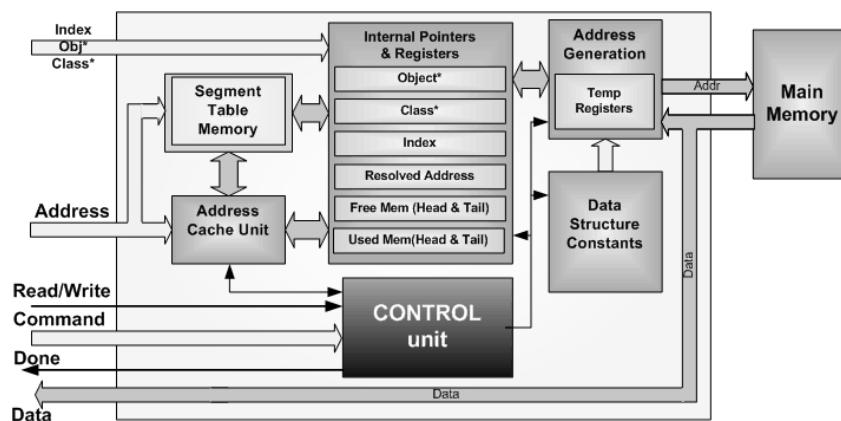 Index
Obj*
Class*
Internal Pointers
& Registers
Object*
Class*
Index
Resolved Address
Free Mem (Head & Tail)
Used Mem(Head & Tail)
Address
Generation
Temp
Registers
Addr
Main
Memory
Segment
Table
Memory
Address
Address
Cache Unit
Data
Structure
Constants
Data
Read/Write
Command
CONTROL
unit
Done
Data
Data